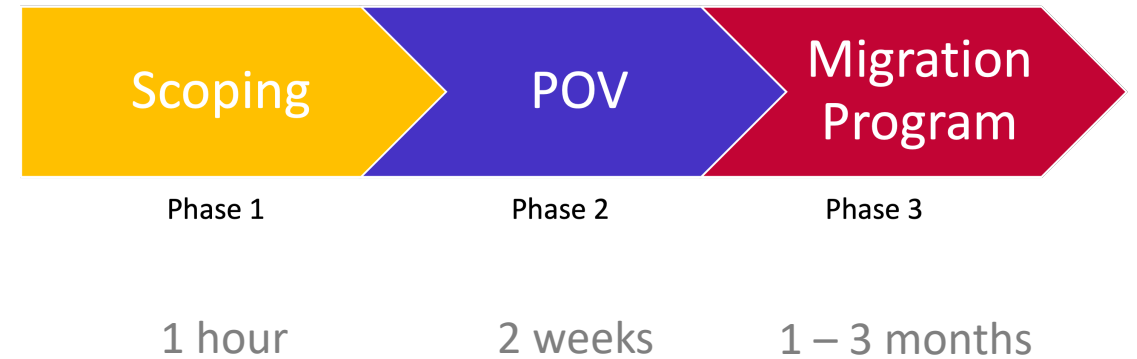 Scoping
POV
Migration
Program
Phase 1
Phase 2
Phase 3
1 hour
2 weeks
1 – 3 months